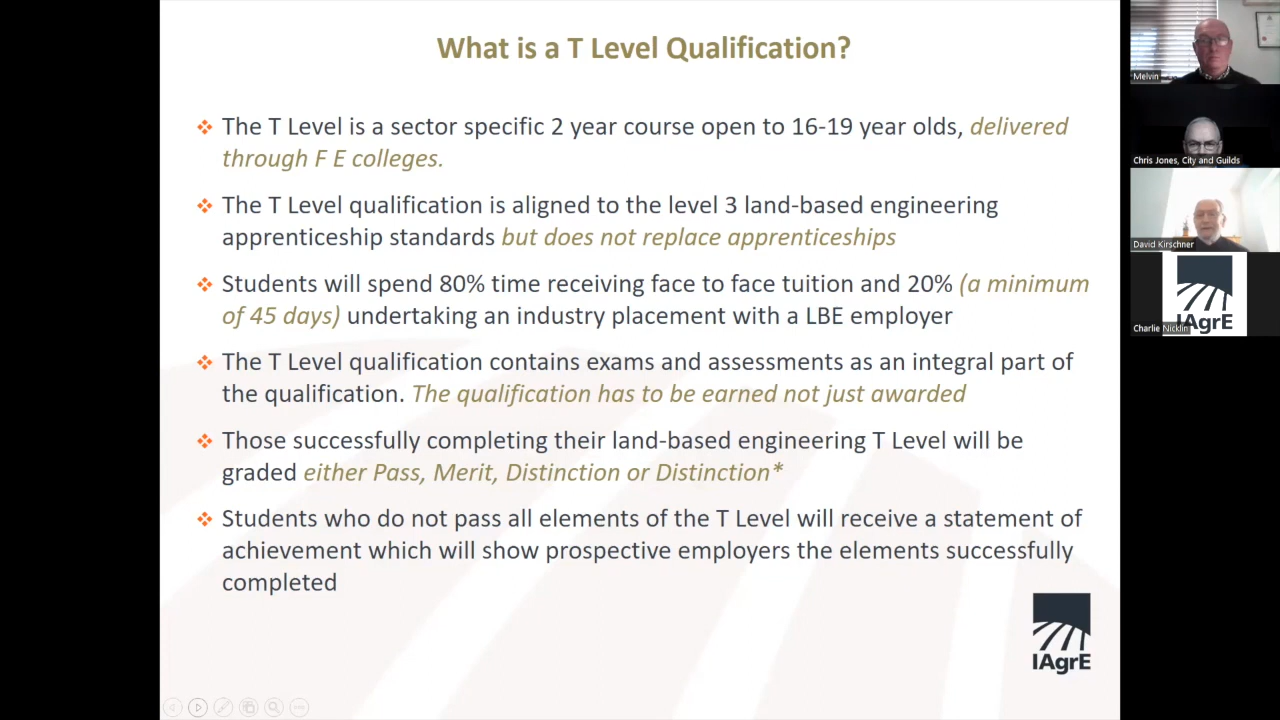 What is a T Level Qualification?
The T Level is a sector specific 2 year course open to 16-19 year olds, delivered
through F E colleges.
The T Level qualification is aligned to the level 3 land-based engineering
apprenticeship standards but does not replace apprenticeships
Students will spend 80% time receiving face to face tuition and 20% (a minimum
of 45 days) undertaking an industry placement with a LBE employer
The T Level qualification contains exams and assessments as an integral part of
the qualification. The qualification has to be earned not just awarded
Those successfully completing their land-based engineering T Level will be
graded either Pass, Merit, Distinction or Distinction*
Students who do not pass all elements of the T Level will receive a statement of
achievement which will show prospective employers the elements successfully
completed
IAgrE
Melvin
Chris Jones, City and Guilds
David Kirschner
IAgrE
Charlie Nicklin